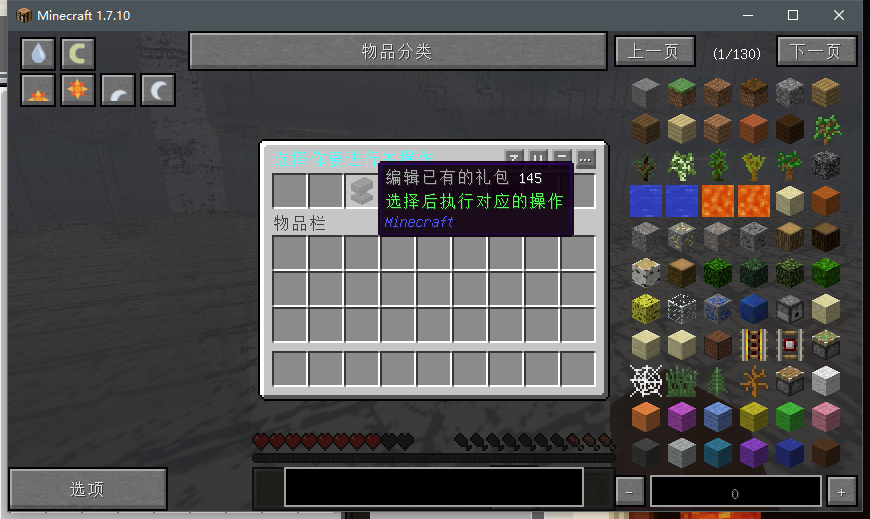 Minecraft 1.7.10
物品分类
上一页
(1/130)
下一页
编辑已有的礼包 145
选择后执行对应的操作
Minecraft
物品栏
选项
-
0
+